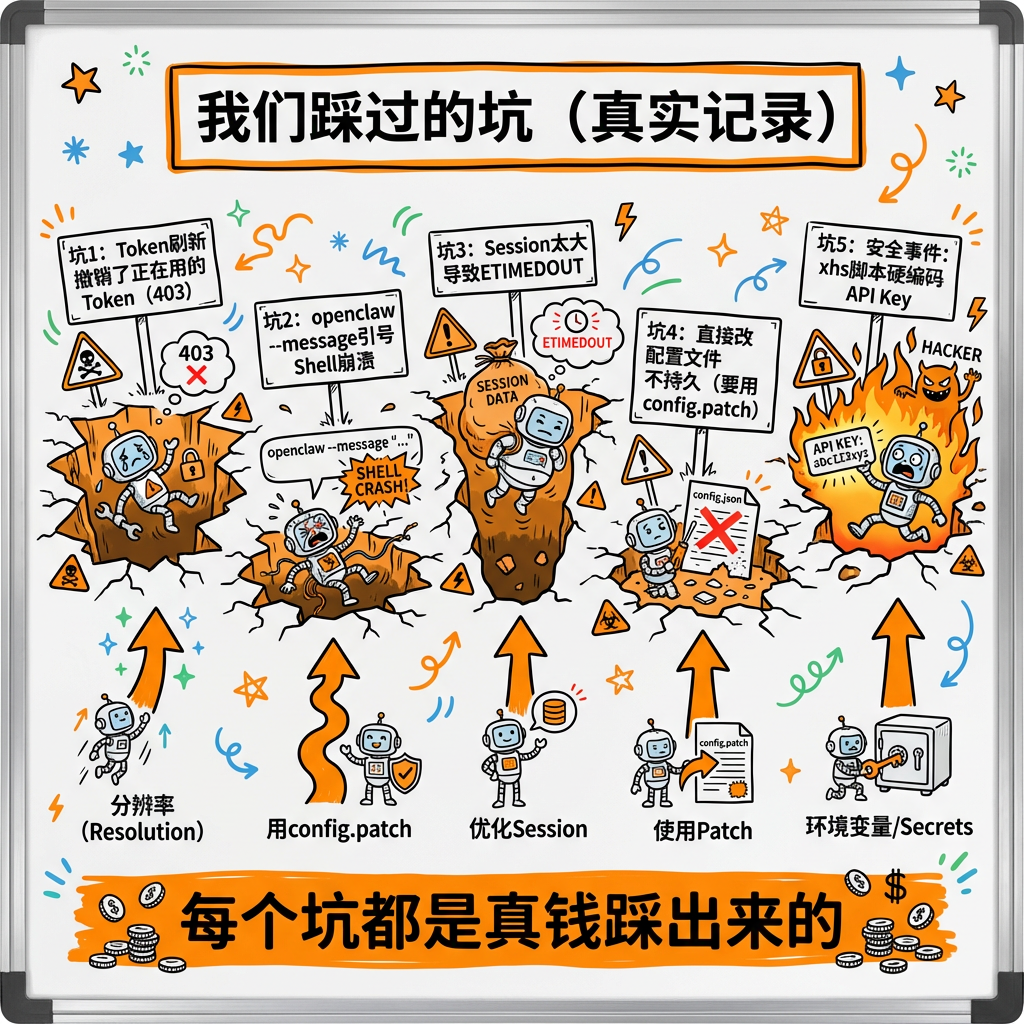 我们踩过的坑（真实记录）
坑1：Token刷新
撤销了正在用的
Token（403）
403
坑2：openclaw
--message引号
Shell崩溃
openclaw --message "..."
SHELL
CRASH!
坑3：Session太大
导致ETIMEDOUT
ETIMEDOUT
SESSION
DATA
坑4：直接改
配置文件
不持久（要用
config.patch）
config.json
坑5：安全事件：
xhs脚本硬编码
API Key
HACKER
API KEY:
分辨率
（Resolution）
用config.patch
优化Session
config.patch
使用Patch
环境变量/Secrets
每个坑都是真钱踩出来的
$